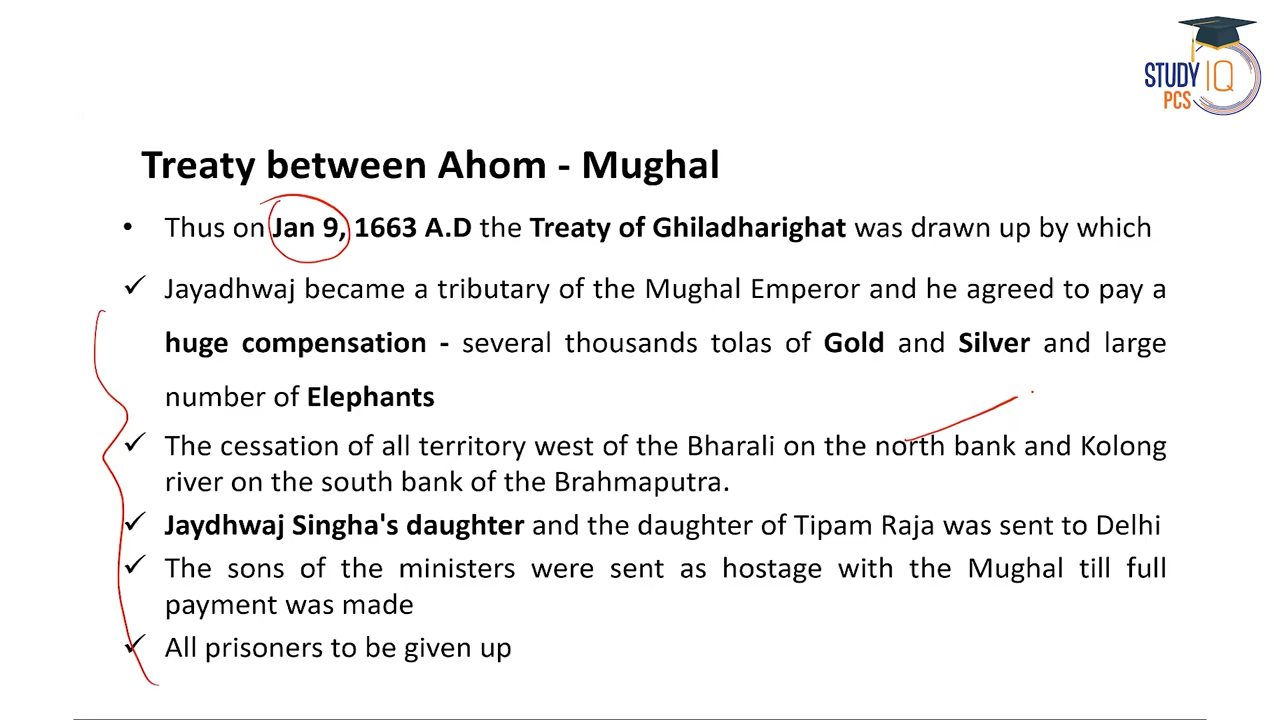 STUDY IQ
PCS
Treaty between Ahom - Mughal
• Thus on Jan 9, 1663 A.D the Treaty of Ghiladharighat was drawn up by which
✓ Jayadhwaj became a tributary of the Mughal Emperor and he agreed to pay a
huge compensation - several thousands tolas of Gold and Silver and large
number of Elephants
✓ The cessation of all territory west of the Bharali on the north bank and Kolong
river on the south bank of the Brahmaputra.
✓ Jaydhwaj Singha's daughter and the daughter of Tipam Raja was sent to Delhi
✓ The sons of the ministers were sent as hostage with the Mughal till full
payment was made
✓ All prisoners to be given up